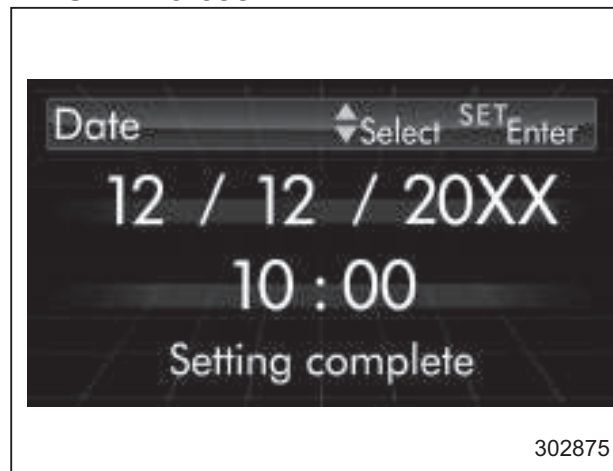 Date Select SET Enter
12 / 12 / 20XX
10 : 00
Setting complete
302875